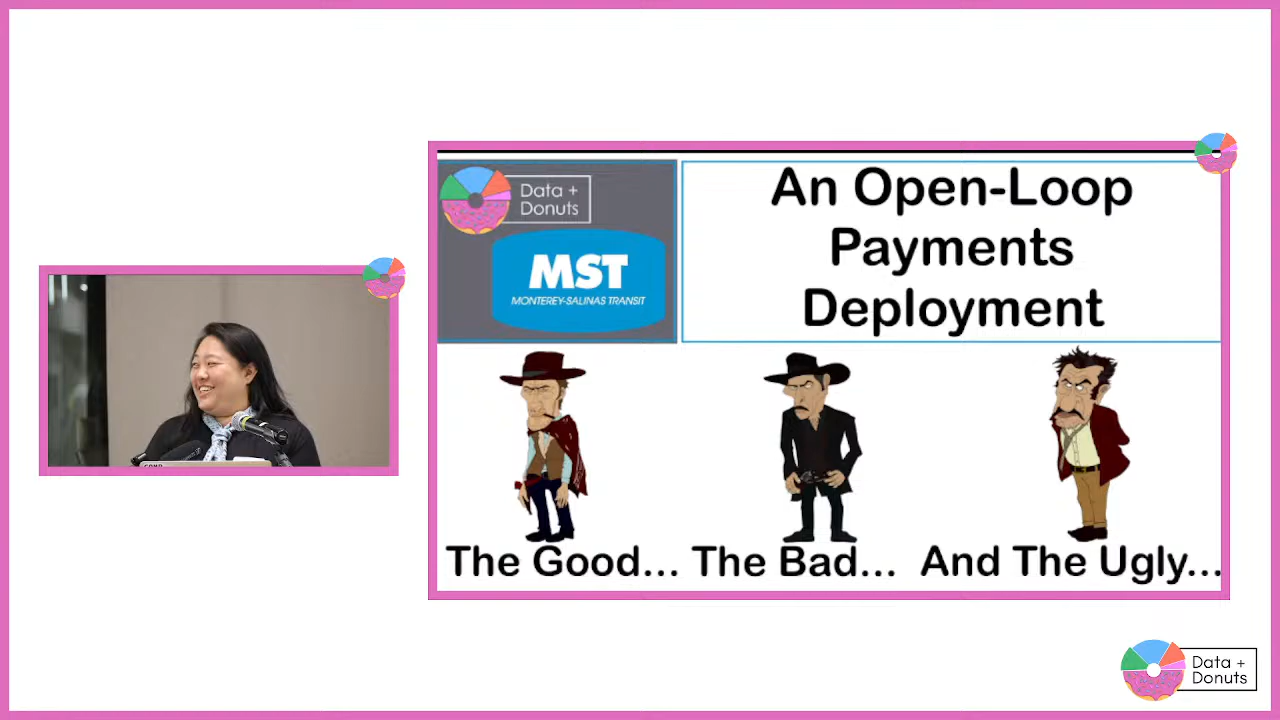 Data +
Donuts
MST
MONTEREY-SALINAS TRANSIT
An Open-Loop
Payments
Deployment
The Good...
The Bad...
And The Ugly...
Data +
Donuts